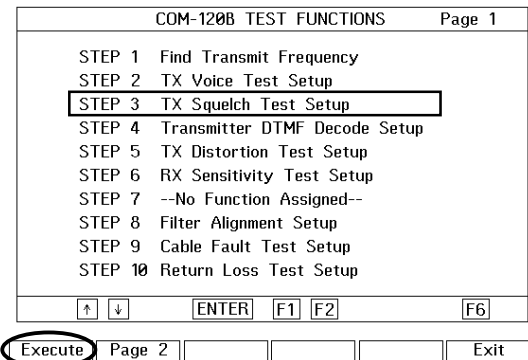 COM-120B TEST FUNCTIONS Page 1
STEP 1 Find Transmit Frequency
STEP 2 TX Voice Test Setup
STEP 3 TX Squelch Test Setup
STEP 4 Transmitter DTMF Decode Setup
STEP 5 TX Distortion Test Setup
STEP 6 RX Sensitivity Test Setup
STEP 7 --No Function Assigned--
STEP 8 Filter Alignment Setup
STEP 9 Cable Fault Test Setup
STEP 10 Return Loss Test Setup
↑ ↓ ENTER F1 F2 F6
Execute Page 2 Exit